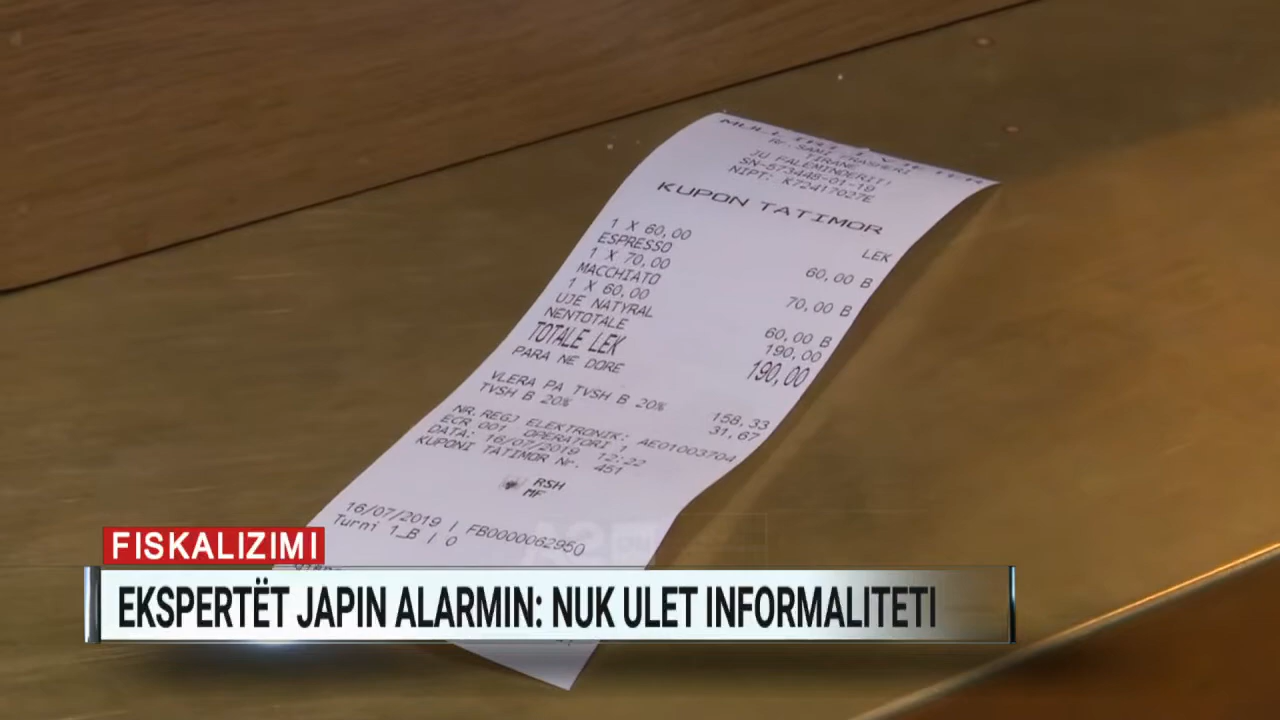 Rr. SAMI FRASHERI
TIRANE
JU FALEMINDERIT!
SN-573448-01-19
NIPT: K72417027E
KUPON TATIMOR
LEK
1 X 60,00
ESPRESSO 60,00 B
1 X 70,00
MACCHIATO 70,00 B
1 X 60,00
UJE NATYRAL 60,00 B
NENTOTALE 190,00
TOTALE LEK 190,00
PARA NE DORE
VLERA PA TVSH B 20% 158,33
TVSH B 20% 31,67
NR.REGJ ELEKTRONIK: AE01003704
ECR 001 OPERATORI 1
DATA: 16/07/2019 12:22
KUPONI TATIMOR Nr. 451
RSH
MF
16/07/2019 | FB0000062950
Turni 1_B | 0
FISKALIZIMI
EKSPERTËT JAPIN ALARMIN: NUK ULET INFORMALITETI